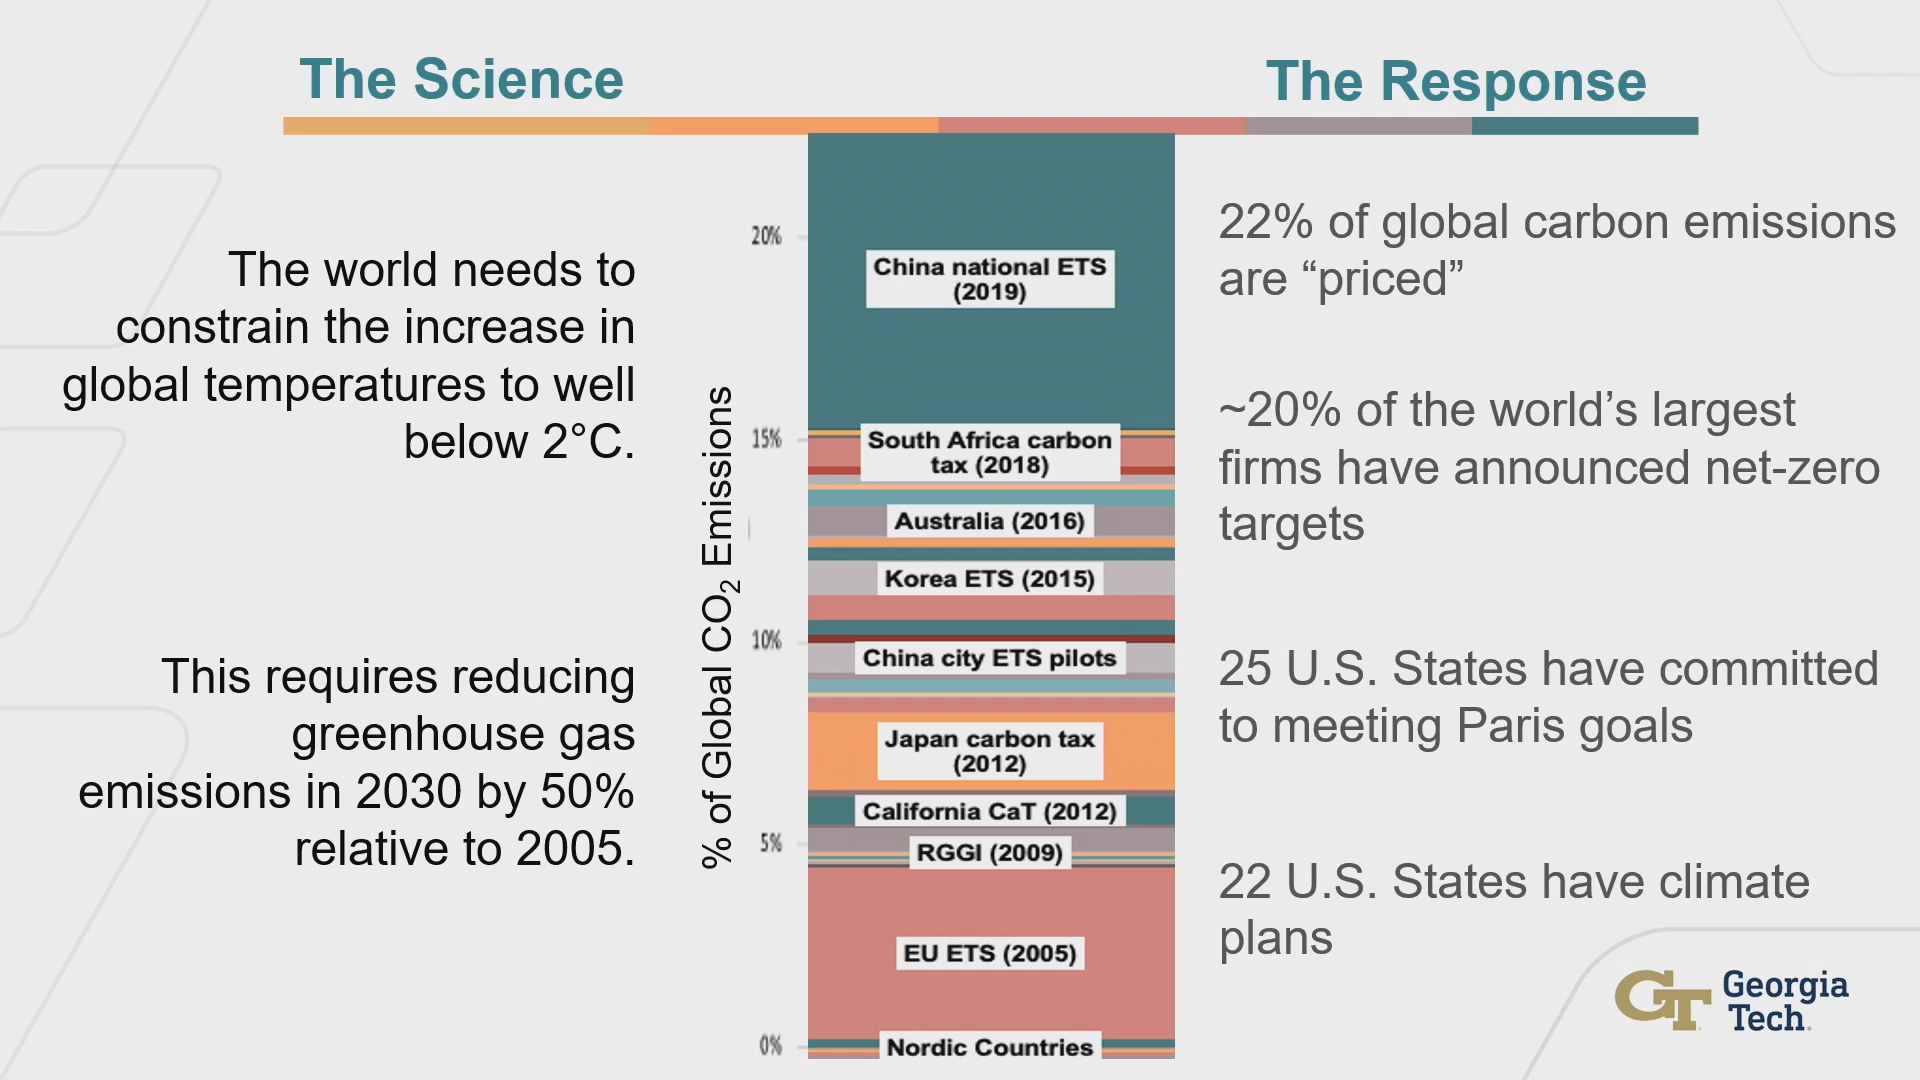 The Science
The Response
The world needs to
constrain the increase in
global temperatures to well
below 2°C.
This requires reducing
greenhouse gas
emissions in 2030 by 50%
relative to 2005.
% of Global CO₂ Emissions
20%
15%
10%
5%
0%
China national ETS
(2019)
South Africa carbon
tax (2018)
Australia (2016)
Korea ETS (2015)
China city ETS pilots
Japan carbon tax
(2012)
California CaT (2012)
RGGI (2009)
EU ETS (2005)
Nordic Countries
22% of global carbon emissions
are “priced”
~20% of the world’s largest
firms have announced net-zero
targets
25 U.S. States have committed
to meeting Paris goals
22 U.S. States have climate
plans
GT
Georgia
Tech.